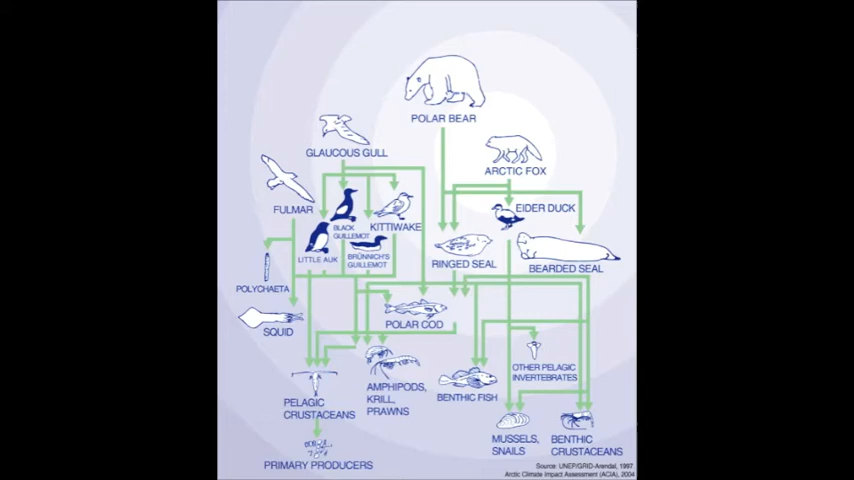 POLAR BEAR
GLAUCOUS GULL
ARCTIC FOX
FULMAR
BLACK
GUILLEMOT
KITTIWAKE
EIDER DUCK
LITTLE AUK
BRÜNNICH'S
GUILLEMOT
RINGED SEAL
BEARDED SEAL
POLYCHAETA
SQUID
POLAR COD
OTHER PELAGIC
INVERTEBRATES
PELAGIC
CRUSTACEANS
AMPHIPODS,
KRILL,
PRAWNS
BENTHIC FISH
MUSSELS,
SNAILS
BENTHIC
CRUSTACEANS
PRIMARY PRODUCERS
Source: UNEP/GRID-Arendal, 1997.
Arctic Climate Impact Assessment (ACIA), 2004